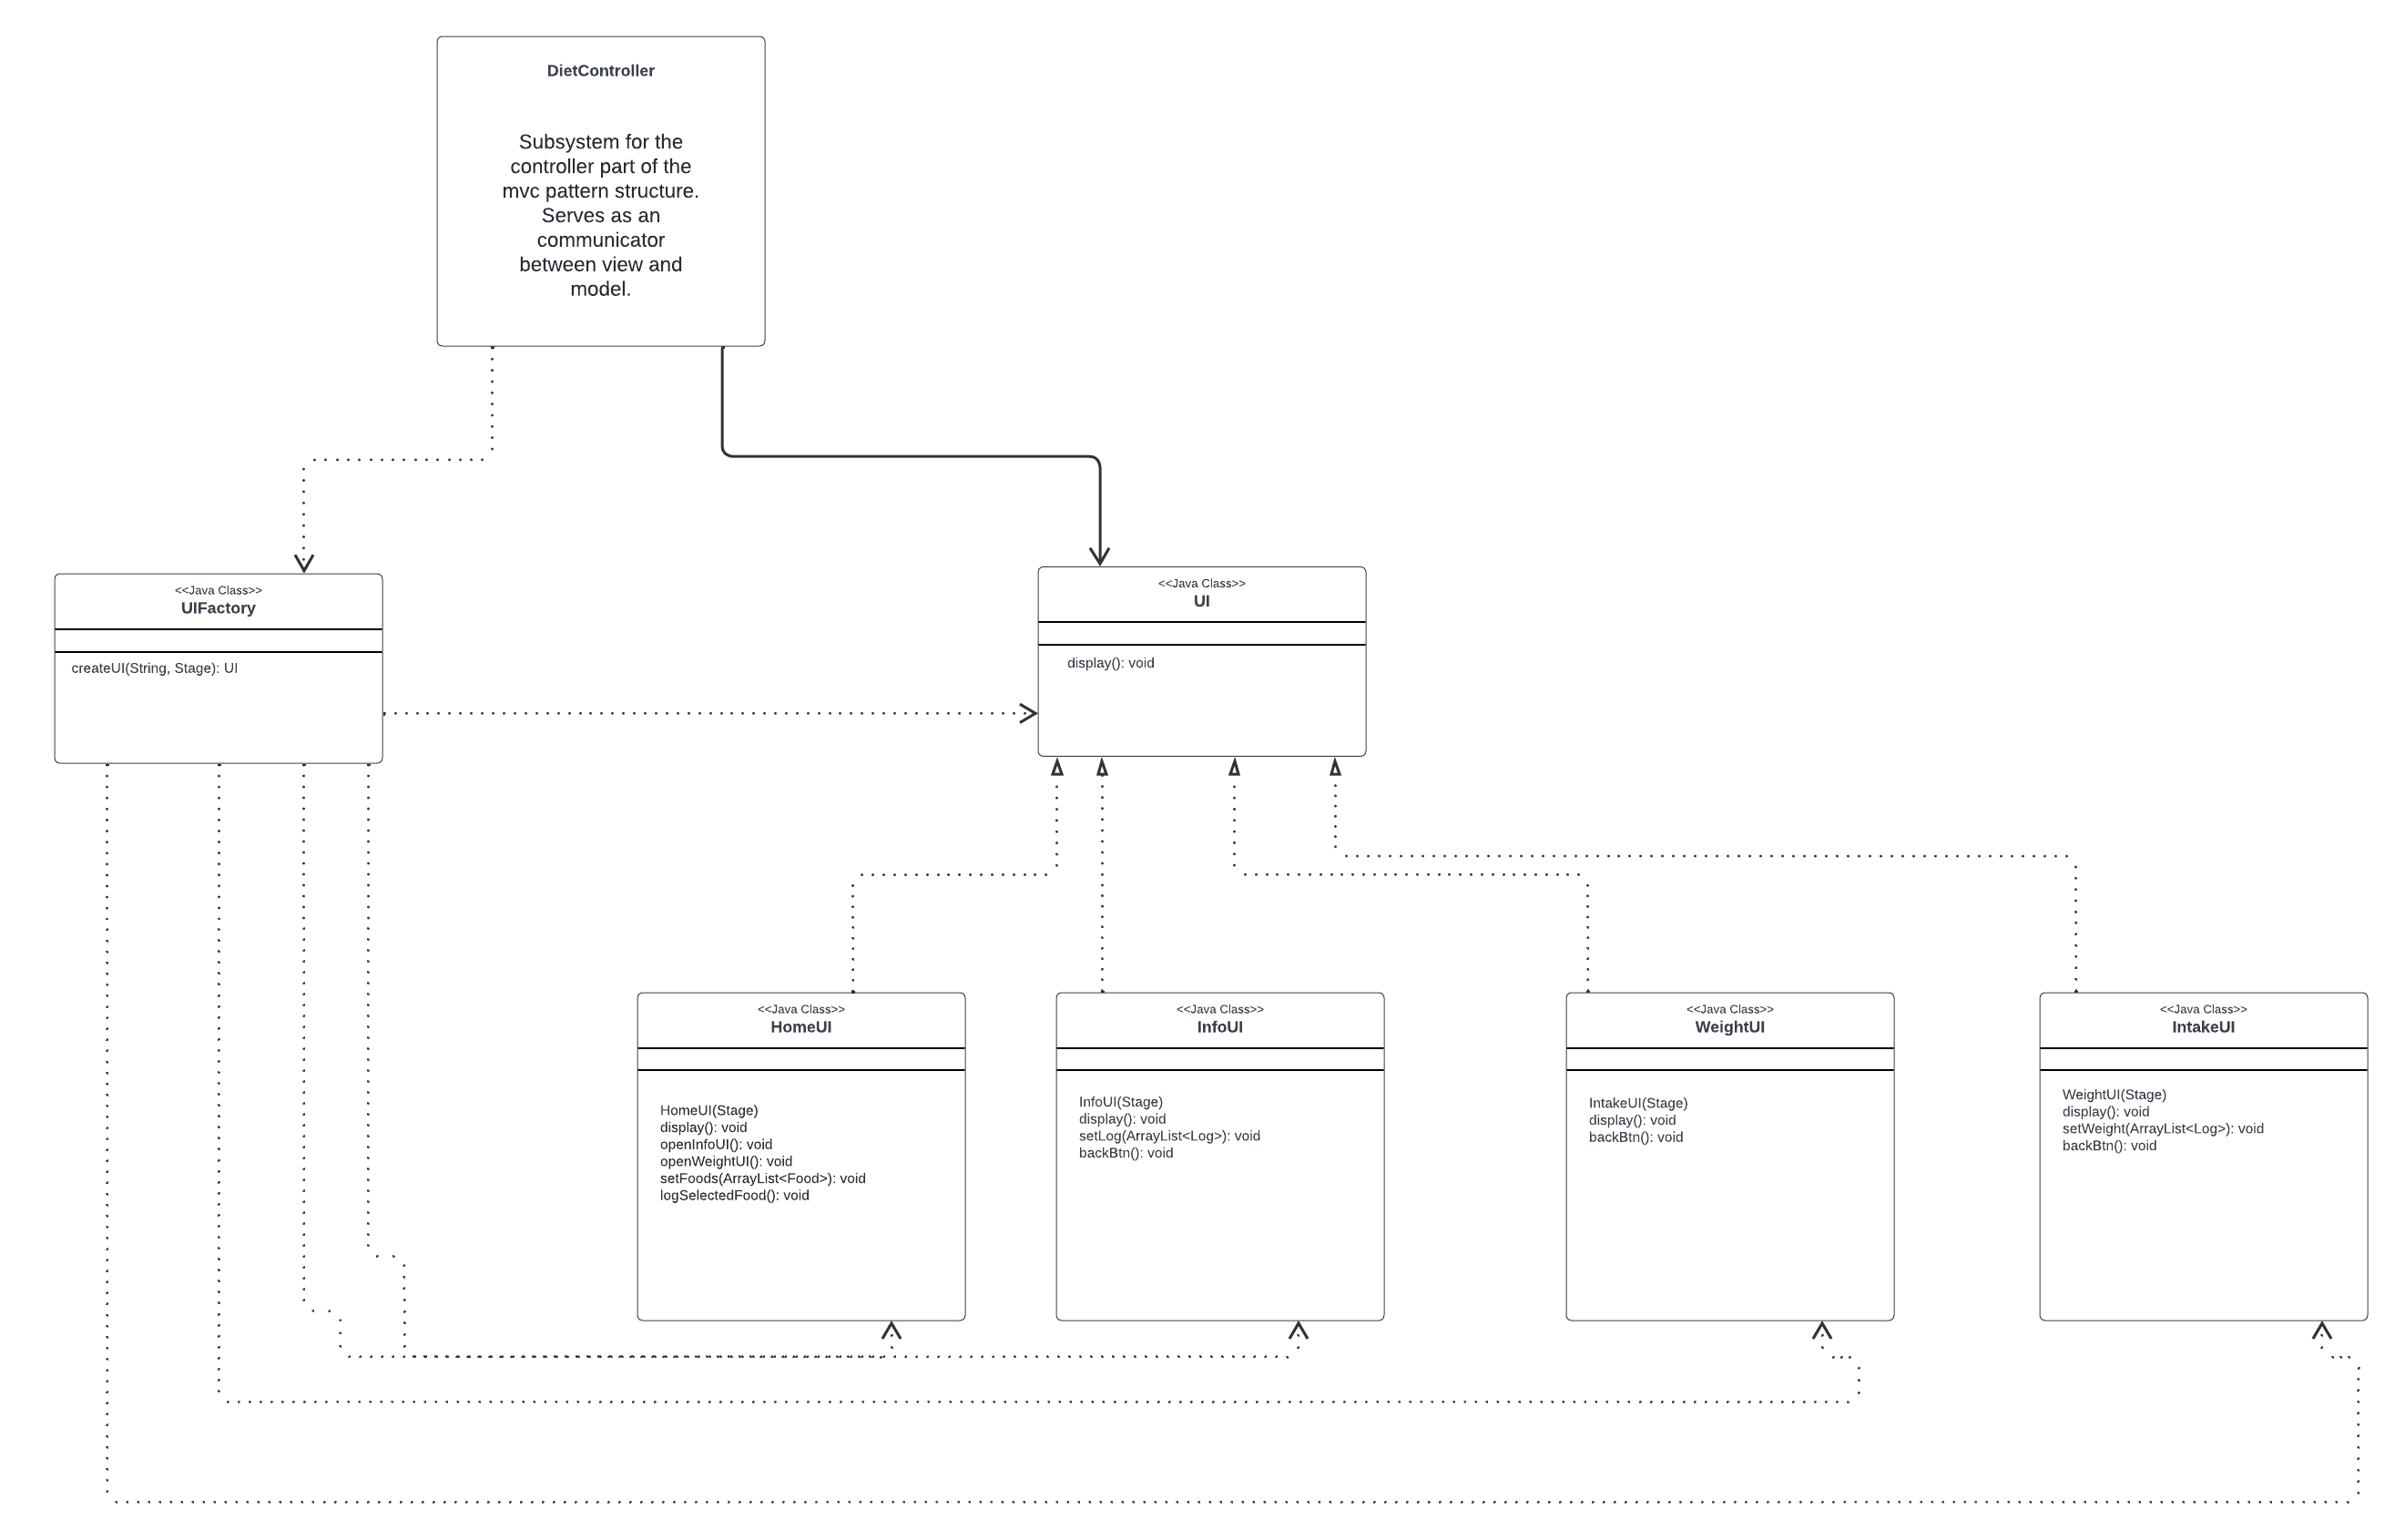 DietController
Subsystem for the
controller part of the
mvc pattern structure.
Serves as an
communicator
between view and
model.
<<Java Class>>
UIFactory
createUI(String, Stage): UI
<<Java Class>>
UI
display(): void
<<Java Class>>
HomeUI
HomeUI(Stage)
display(): void
openInfoUI(): void
openWeightUI(): void
setFoods(ArrayList<Food>): void
logSelectedFood(): void
<<Java Class>>
InfoUI
InfoUI(Stage)
display(): void
setLog(ArrayList<Log>): void
backBtn(): void
<<Java Class>>
WeightUI
IntakeUI(Stage)
display(): void
backBtn(): void
<<Java Class>>
IntakeUI
WeightUI(Stage)
display(): void
setWeight(ArrayList<Log>): void
backBtn(): void